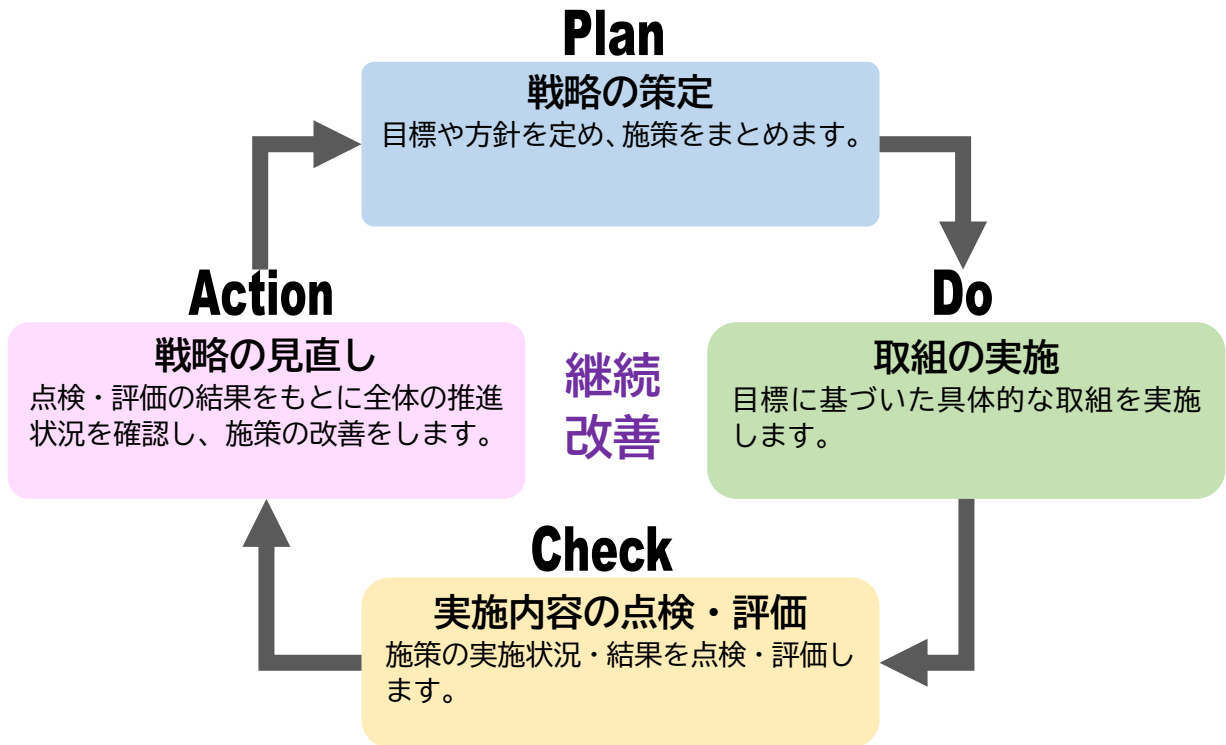 Plan
戦略の策定
目標や方針を定め、施策をまとめます。
Do
取組の実施
目標に基づいた具体的な取組を実施
します。
Check
実施内容の点検・評価
施策の実施状況・結果を点検・評価し
ます。
Action
戦略の見直し
点検・評価の結果をもとに全体の推進
状況を確認し、施策の改善をします。
継続
改善